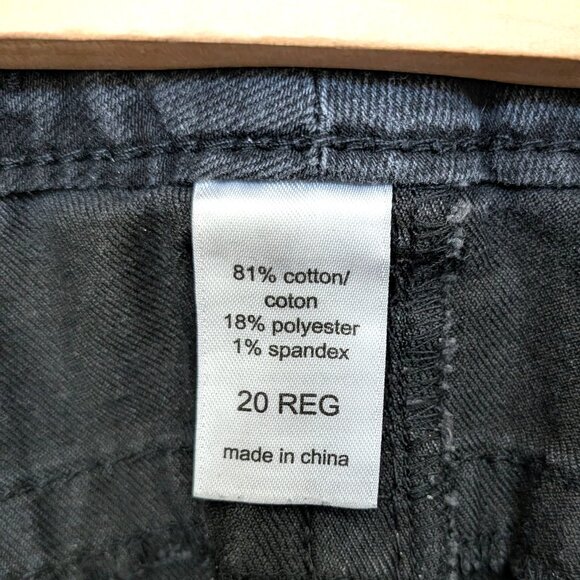 81% cotton/
coton
18% polyester
1% spandex
20 REG
made in china